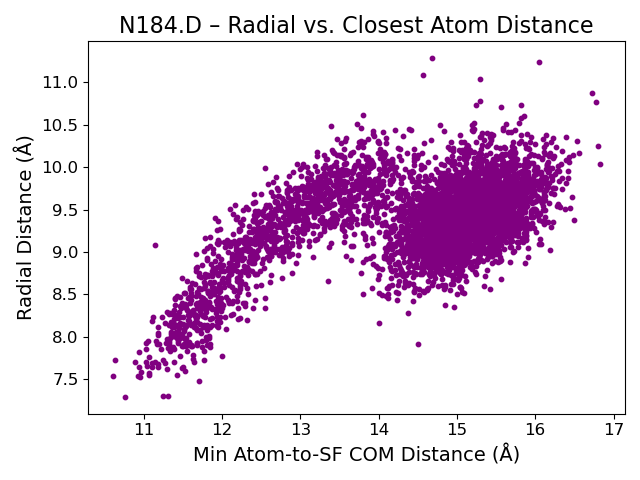 N184.D – Radial vs. Closest Atom Distance
11.0
10.5
10.0
9.5
9.0
8.5
8.0
7.5
Radial Distance (Å)
11 12 13 14 15 16 17
Min Atom-to-SF COM Distance (Å)